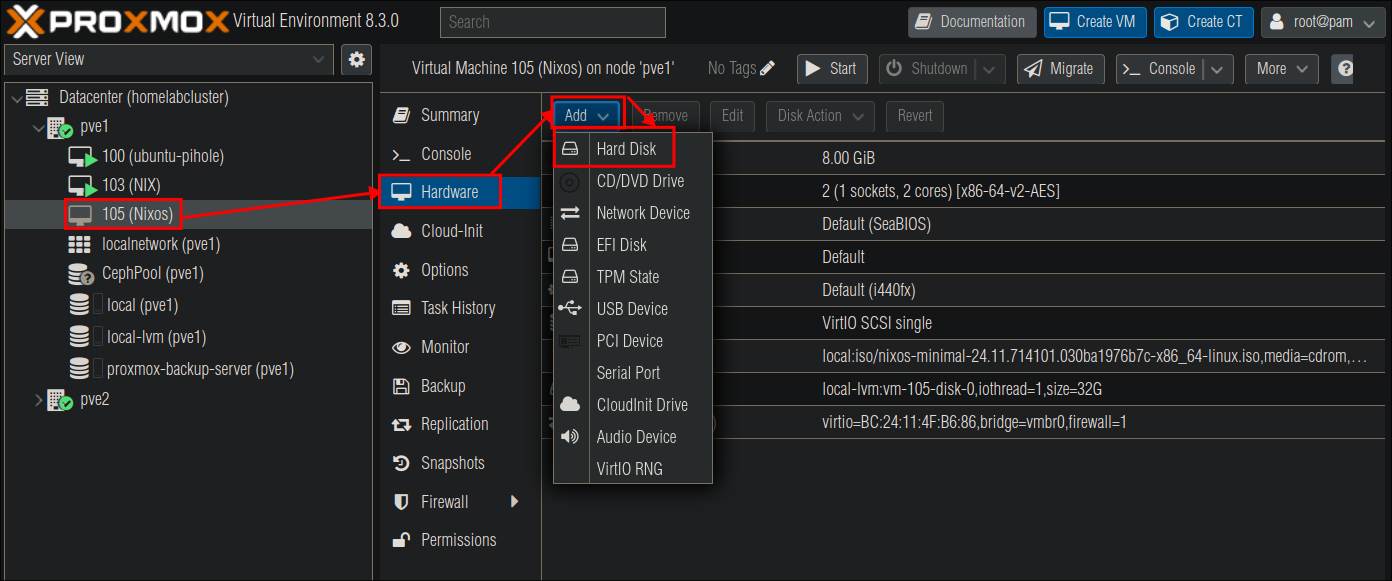 PROXMOX Virtual Environment 8.3.0
Search
Documentation
Create VM
Create CT
root@pam
Server View
Datacenter (homelabcluster)
pve1
100 (ubuntu-pihole)
103 (NIX)
105 (Nixos)
localnetwork (pve1)
CephPool (pve1)
local (pve1)
local-lvm (pve1)
proxmox-backup-server (pve1)
pve2
Virtual Machine 105 (Nixos) on node 'pve1'
No Tags
Start
Shutdown
Migrate
Console
More
Summary
Console
Hardware
Cloud-Init
Options
Task History
Monitor
Backup
Replication
Snapshots
Firewall
Permissions
Add
Remove
Edit
Disk Action
Revert
Hard Disk
CD/DVD Drive
Network Device
EFI Disk
TPM State
USB Device
PCI Device
Serial Port
CloudInit Drive
Audio Device
VirtIO RNG
8.00 GiB
2 (1 sockets, 2 cores) [x86-64-v2-AES]
Default (SeaBIOS)
Default
Default (i440fx)
VirtIO SCSI single
local:iso/nixos-minimal-24.11.714101.030ba1976b7c-x86_64-linux.iso,media=cdrom,…
local-lvm:vm-105-disk-0,iothread=1,size=32G
virtio=BC:24:11:4F:B6:86,bridge=vmbr0,firewall=1